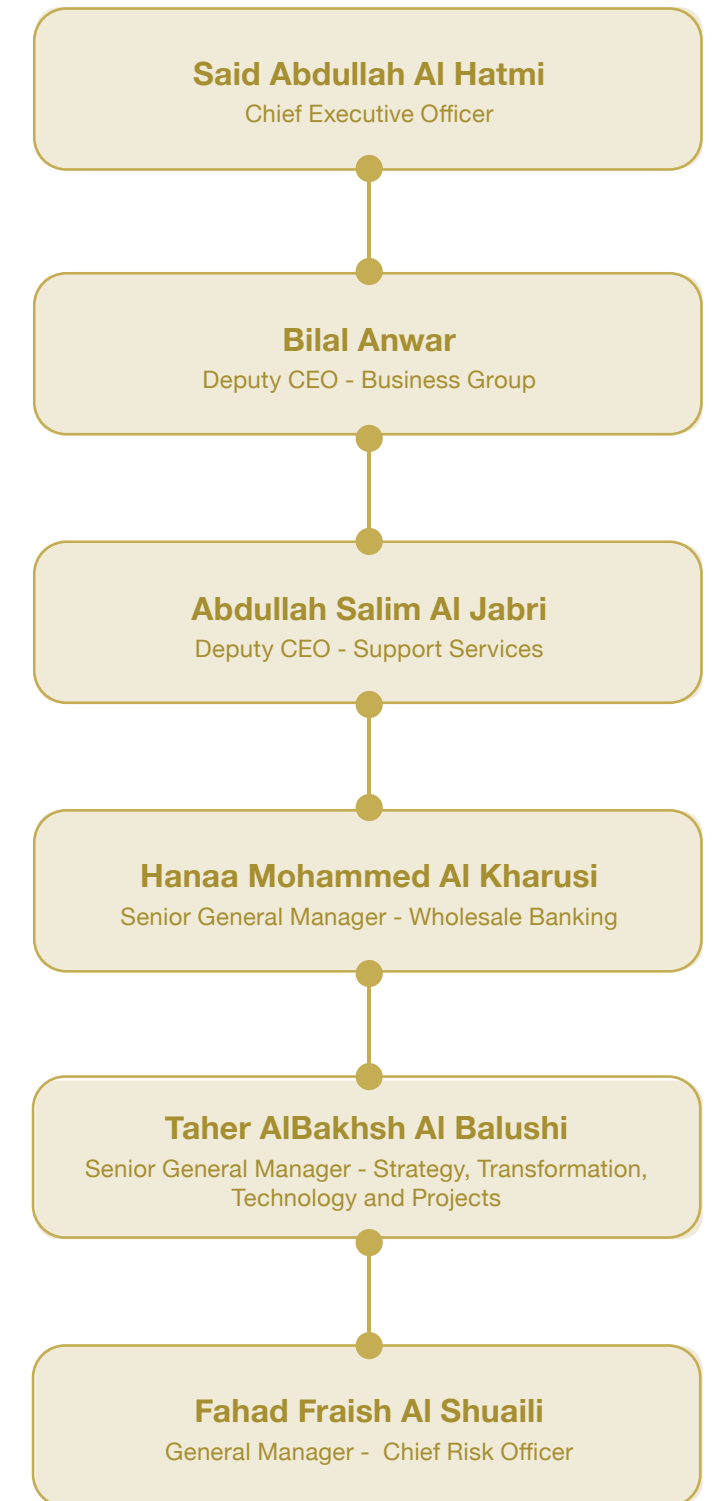 Said Abdullah Al Hatmi
Chief Executive Officer
Bilal Anwar
Deputy CEO - Business Group
Abdullah Salim Al Jabri
Deputy CEO - Support Services
Hanaa Mohammed Al Kharusi
Senior General Manager - Wholesale Banking
Taher AlBakhsh Al Balushi
Senior General Manager - Strategy, Transformation,
Technology and Projects
Fahad Fraish Al Shuaili
General Manager -  Chief Risk Officer